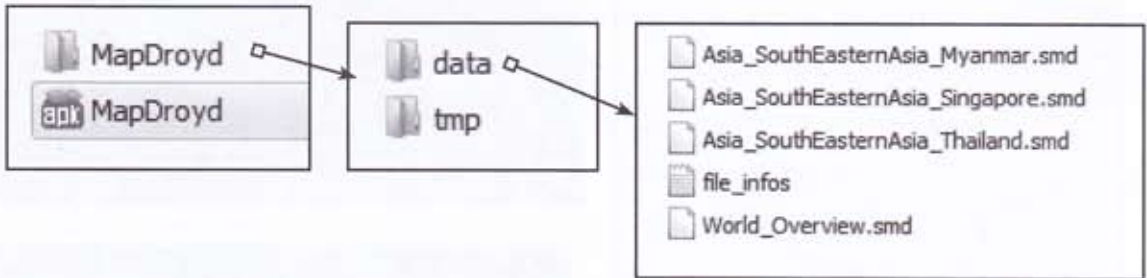 MapDroyd
apk MapDroyd
data
tmp
Asia_SouthEasternAsia_Myanmar.smd
Asia_SouthEasternAsia_Singapore.smd
Asia_SouthEasternAsia_Thailand.smd
file_infos
World_Overview.smd